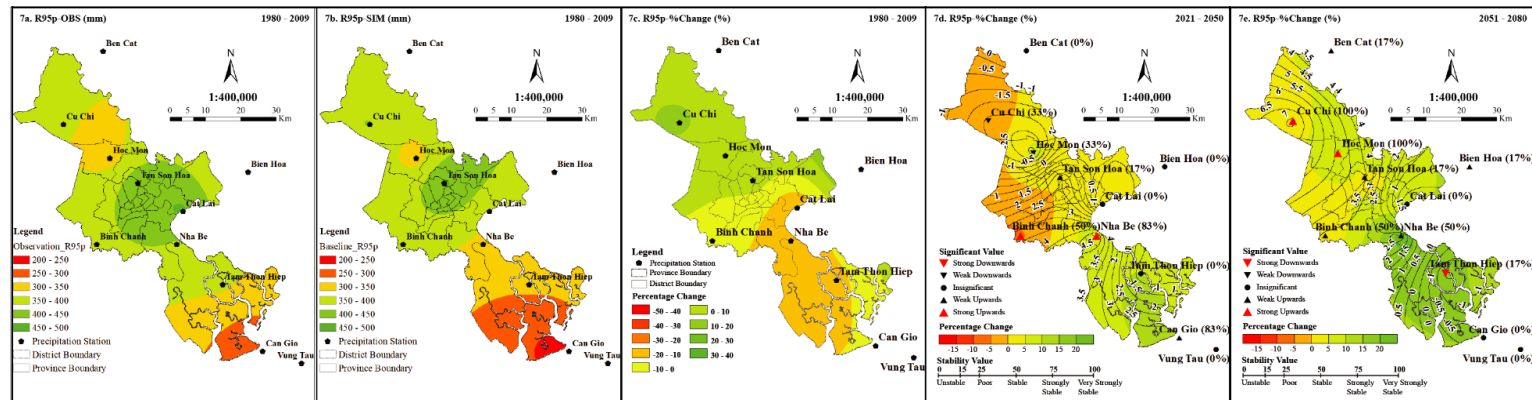 7a. R95p-OBS (mm)
1980 - 2009
Ben Cat
N
1:400,000
0 5 10 20 30
Km
Cu Chi
Hoc Mon
Bien Hoa
Tan Son Hoa
Cat Lai
Binh Chanh
Nha Be
Tam Thon Hiep
Can Gio
Vung Tau
Legend
Observation_R95p
200 - 250
250 - 300
300 - 350
350 - 400
400 - 450
450 - 500
Precipitation Station
District Boundary
Province Boundary
7b. R95p-SIM (mm)
1980 - 2009
Ben Cat
N
1:400,000
0 5 10 20 30
Km
Cu Chi
Hoc Mon
Bien Hoa
Tan Son Hoa
Cat Lai
Binh Chanh
Nha Be
Tam Thon Hiep
Can Gio
Vung Tau
Legend
Baseline_R95p
200 - 250
250 - 300
300 - 350
350 - 400
400 - 450
450 - 500
Precipitation Station
District Boundary
Province Boundary
7c. R95p-%Change (%)
1980 - 2009
Ben Cat
N
1:400,000
0 5 10 20 30
Km
Cu Chi
Hoc Mon
Bien Hoa
Tan Son Hoa
Cat Lai
Binh Chanh
Nha Be
Tam Thon Hiep
Can Gio
Vung Tau
Legend
Precipitation Station
Province Boundary
District Boundary
Percentage Change
-50 - -40
-40 - -30
-30 - -20
-20 - -10
-10 - 0
0 - 10
10 - 20
20 - 30
30 - 40
7d. R95p-%Change (%)
2021 - 2050
Ben Cat (0%)
N
1:400,000
0 5 10 20 30
Km
Cu Chi (33%)
Hoc Mon (33%)
Bien Hoa (0%)
Tan Son Hoa (17%)
Cat Lai (0%)
Binh Chanh (50%)
Nha Be (83%)
Tam Thon Hiep (0%)
Can Gio (83%)
Vung Tau (0%)
Significant Value
Strong Downwards
Weak Downwards
Insignificant
Weak Upwards
Strong Upwards
Percentage Change
-15 -10 -5 0 5 10 15 20
Stability Value
0 15 25 50 75 100
Unstable Poor Stable Strongly Stable Very Strongly Stable
7e. R95p-%Change (%)
2051 - 2080
Ben Cat (17%)
N
1:400,000
0 5 10 20 30
Km
Cu Chi (100%)
Hoc Mon (100%)
Bien Hoa (17%)
Tan Son Hoa (17%)
Cat Lai (0%)
Binh Chanh (50%)
Nha Be (50%)
Tam Thon Hiep (17%)
Can Gio (0%)
Vung Tau (0%)
Significant Value
Strong Downwards
Weak Downwards
Insignificant
Weak Upwards
Strong Upwards
Percentage Change
-15 -10 -5 0 5 10 15 20
Stability Value
0 15 25 50 75 100
Unstable Poor Stable Strongly Stable Very Strongly Stable